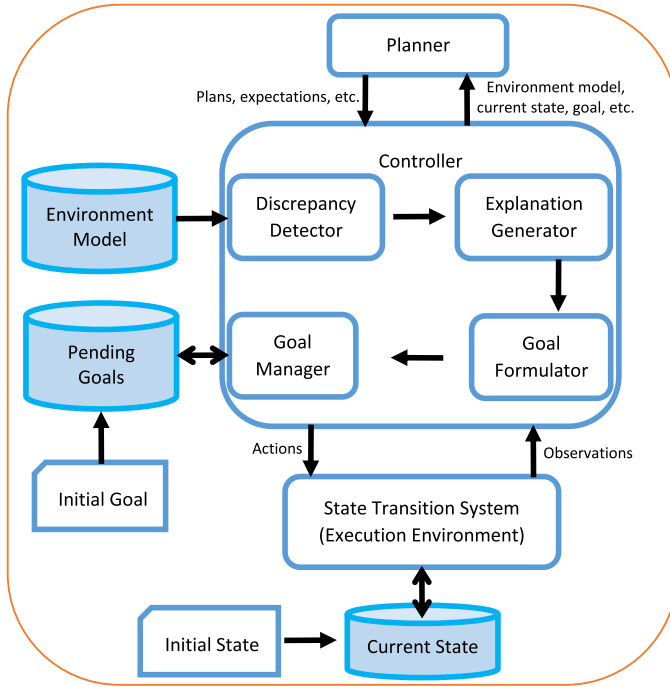 Planner
Plans, expectations, etc.
Environment model,
current state, goal, etc.
Controller
Environment
Model
Discrepancy
Detector
Explanation
Generator
Pending
Goals
Goal
Manager
Goal
Formulator
Initial Goal
Actions
Observations
State Transition System
(Execution Environment)
Initial State
Current State